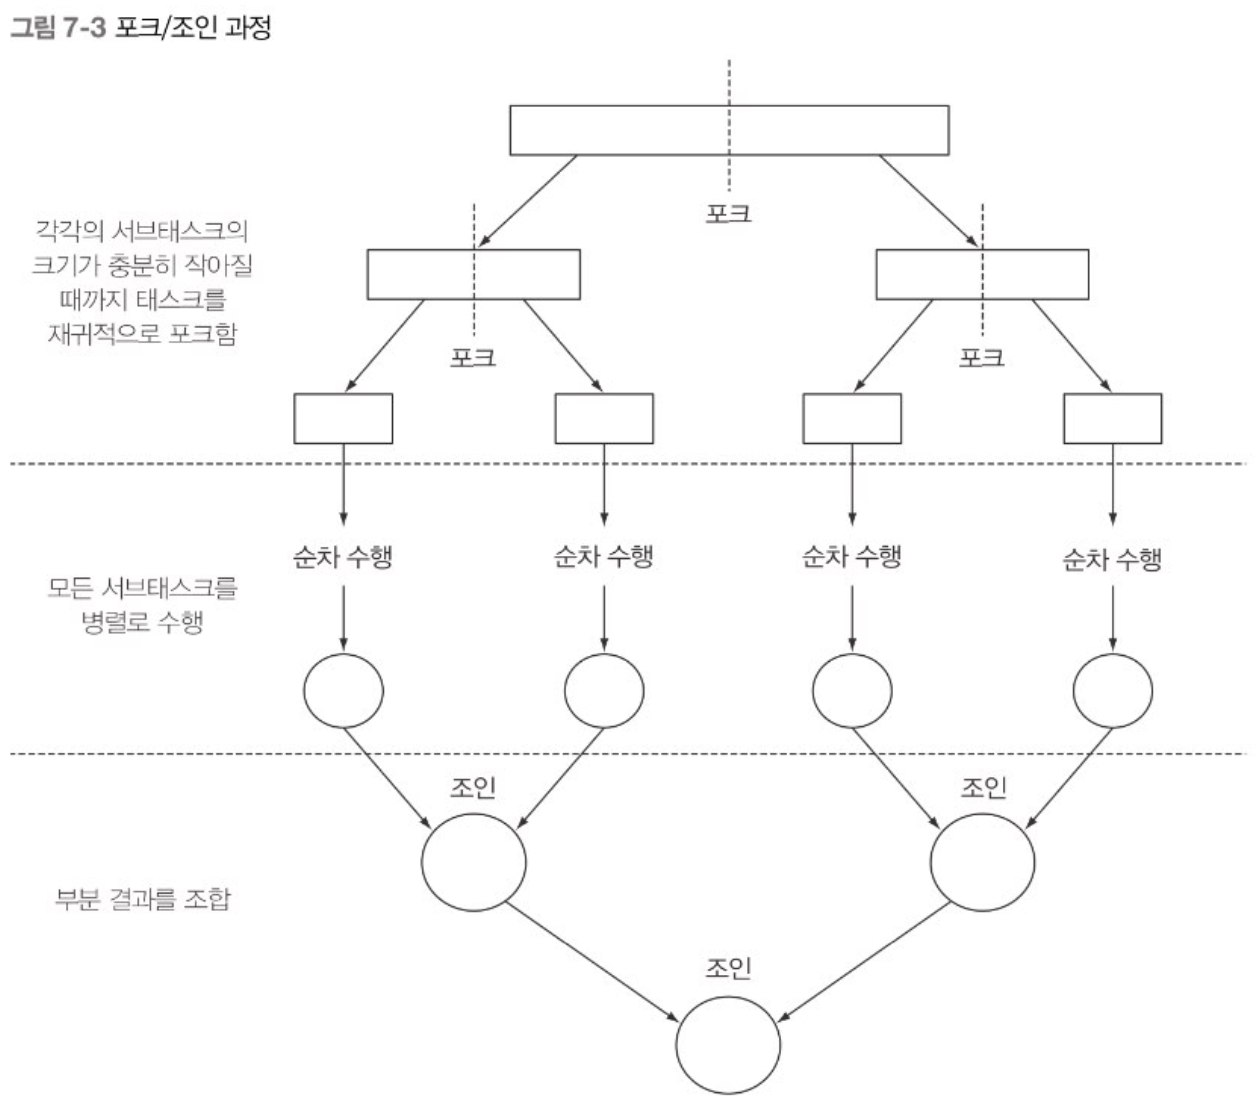 그림 7-3 포크/조인 과정
포크
각각의 서브태스크의
크기가 충분히 작아질
때까지 태스크를
재귀적으로 포크함
포크
포크
순차 수행
순차 수행
순차 수행
순차 수행
모든 서브태스크를
병렬로 수행
조인
조인
부분 결과를 조합
조인